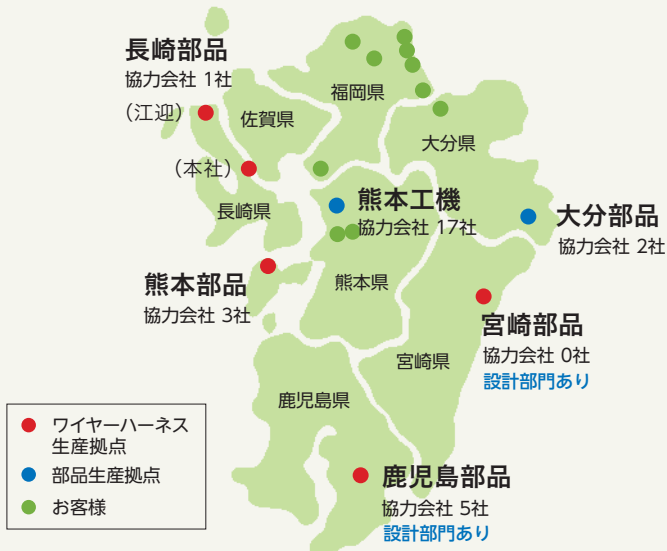 長崎部品
協力会社 1社
（江迎）
福岡県
佐賀県
大分県
（本社）
長崎県
熊本工機
協力会社 17社
大分部品
協力会社 2社
熊本部品
協力会社 3社
熊本県
宮崎部品
協力会社 0社
設計部門あり
宮崎県
鹿児島県
鹿児島部品
協力会社 5社
設計部門あり
ワイヤーハーネス
生産拠点
部品生産拠点
お客様